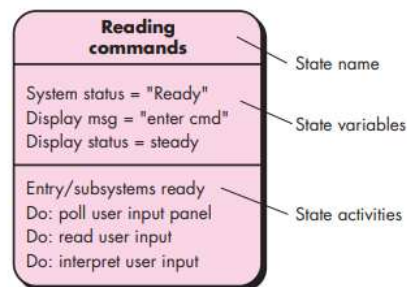 Reading
commands
State name
System status = "Ready"
Display msg = "enter cmd"
Display status = steady
State variables
Entry/subsystems ready
Do: poll user input panel
Do: read user input
Do: interpret user input
State activities